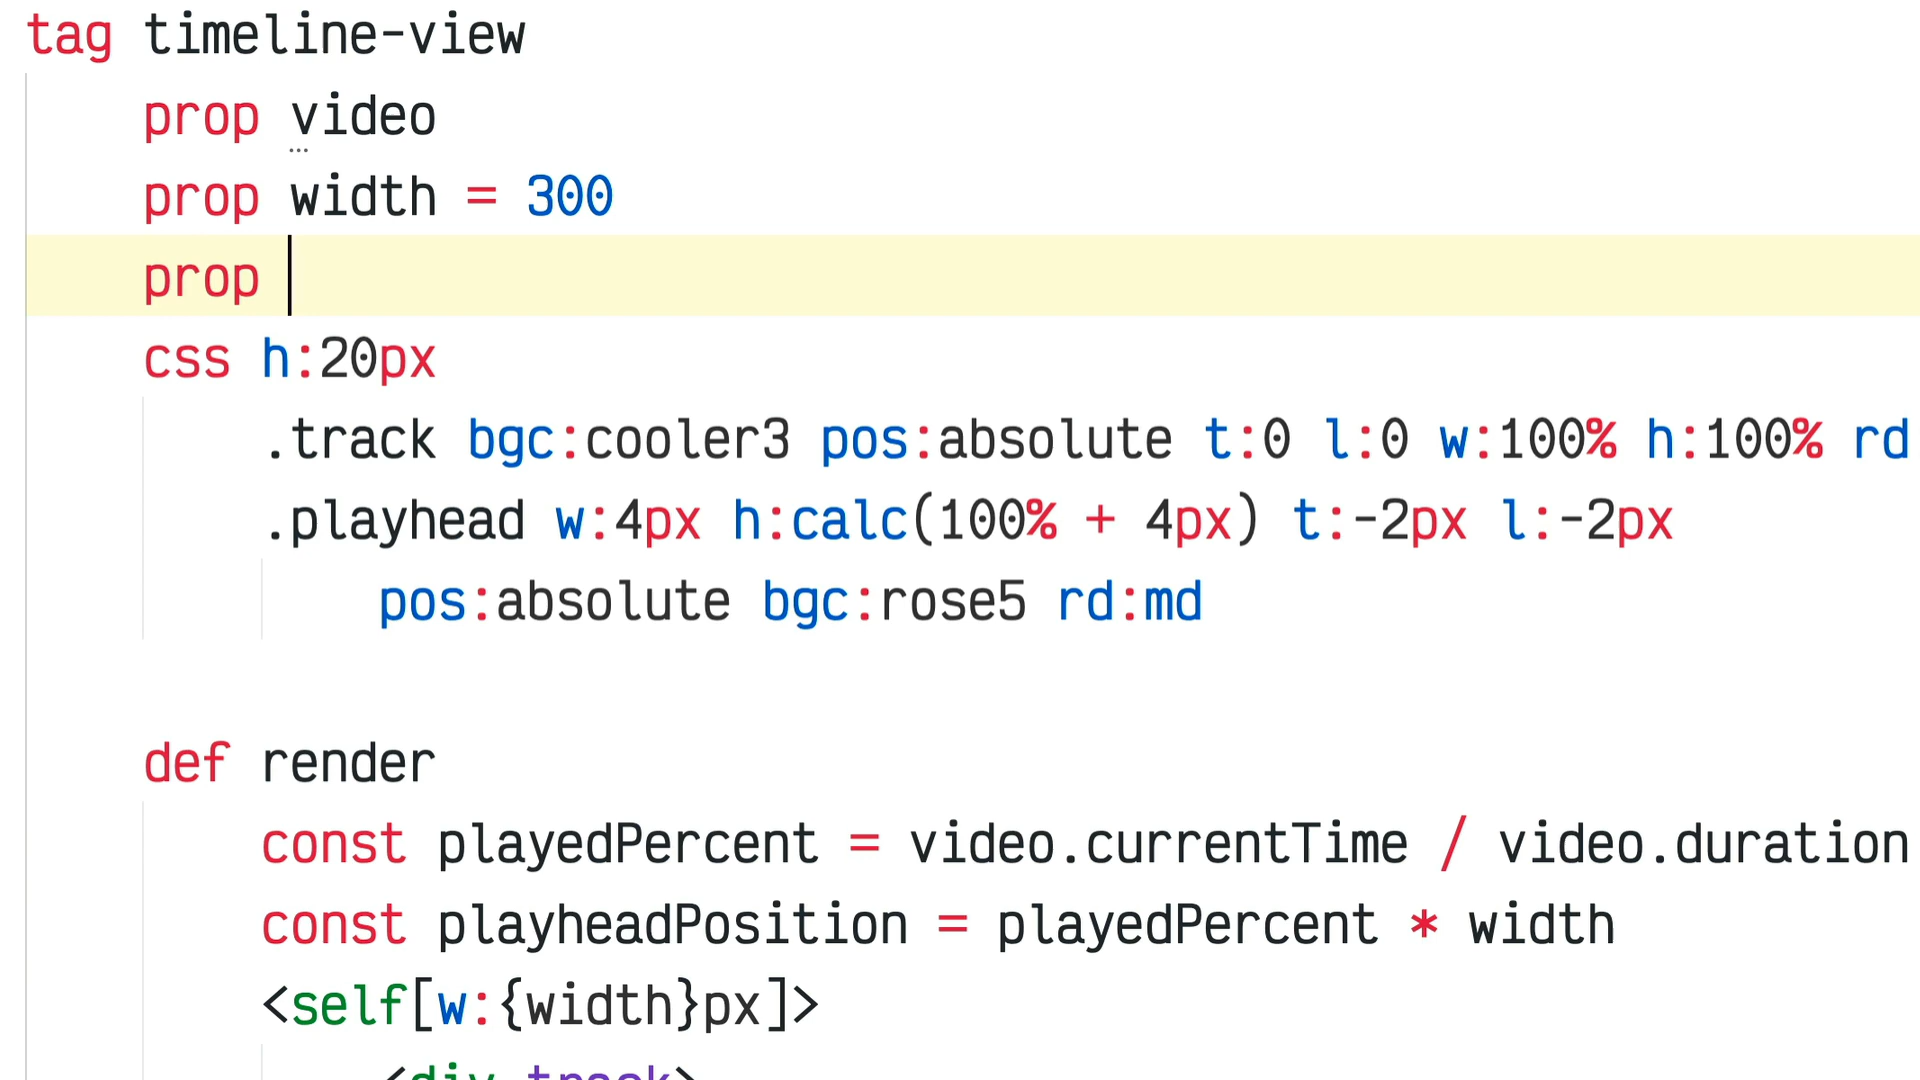 tag timeline-view
prop video
prop width = 300
prop
css h:20px
.track bgc:cooler3 pos:absolute t:0 l:0 w:100% h:100% rd
.playhead w:4px h:calc(100% + 4px) t:-2px l:-2px
pos:absolute bgc:rose5 rd:md
def render
const playedPercent = video.currentTime / video.duration
const playheadPosition = playedPercent * width
<self[w:{width}px]>
<div.track>